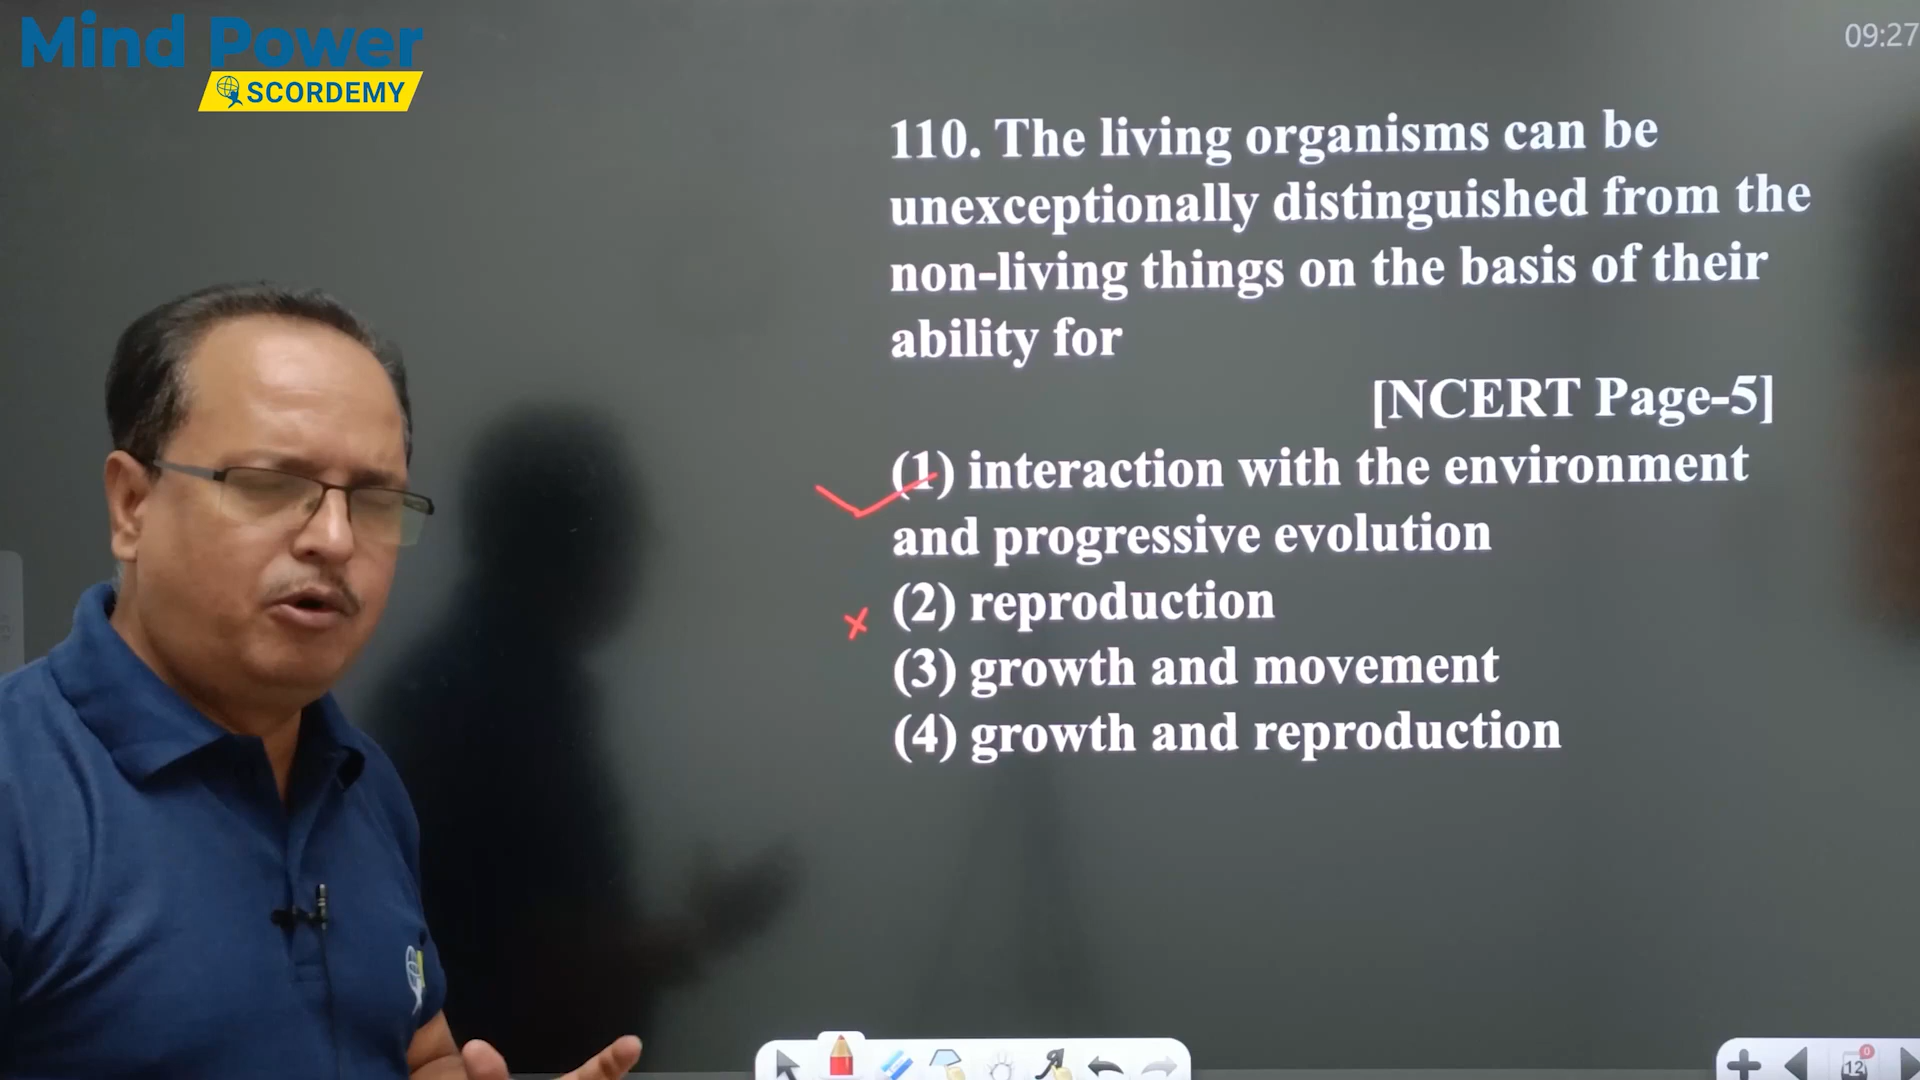 Mind Power
SCORDEMY
09:27
110. The living organisms can be
unexceptionally distinguished from the
non-living things on the basis of their
ability for
[NCERT Page-5]
(1) interaction with the environment
and progressive evolution
(2) reproduction
(3) growth and movement
(4) growth and reproduction
12
0